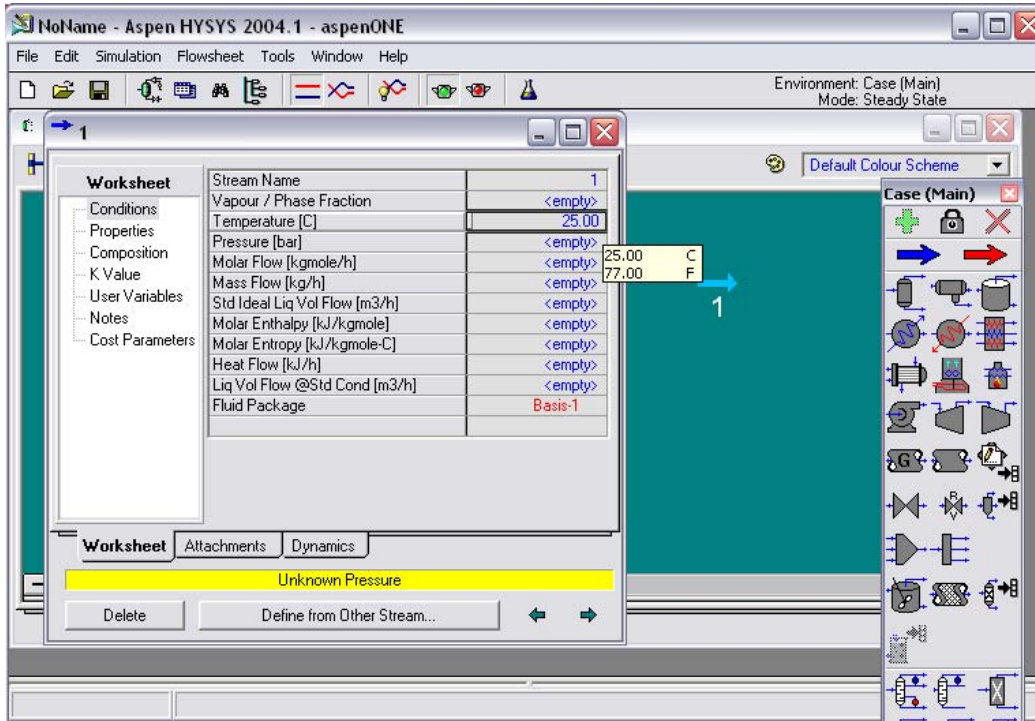 NoName - Aspen HYSYS 2004.1 - aspenONE
File Edit Simulation Flowsheet Tools Window Help
Environment: Case (Main)
Mode: Steady State
1
Default Colour Scheme
Case (Main)
Worksheet
Conditions
Properties
Composition
K Value
User Variables
Notes
Cost Parameters
Stream Name 1
Vapour / Phase Fraction <empty>
Temperature [C] 25.00
Pressure [bar] <empty>
Molar Flow [kgmole/h] <empty>
Mass Flow [kg/h] <empty>
Std Ideal Liq Vol Flow [m3/h] <empty>
Molar Enthalpy [kJ/kgmole] <empty>
Molar Entropy [kJ/kgmole-C] <empty>
Heat Flow [kJ/h] <empty>
Liq Vol Flow @Std Cond [m3/h] <empty>
Fluid Package Basis-1
25.00 C
77.00 F
1
G
Worksheet Attachments Dynamics
Unknown Pressure
Delete Define from Other Stream...